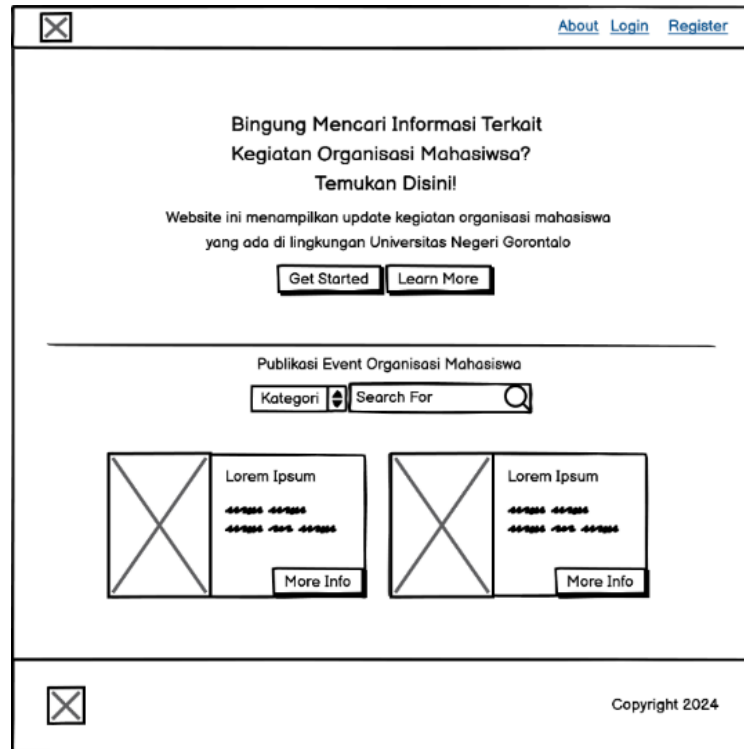 About Login Register
Bingung Mencari Informasi Terkait
Kegiatan Organisasi Mahasiwsa?
Temukan Disini!
Website ini menampilkan update kegiatan organisasi mahasiswa
yang ada di lingkungan Universitas Negeri Gorontalo
Get Started Learn More
Publikasi Event Organisasi Mahasiswa
Kategori Search For
Lorem Ipsum
More Info
Lorem Ipsum
More Info
Copyright 2024